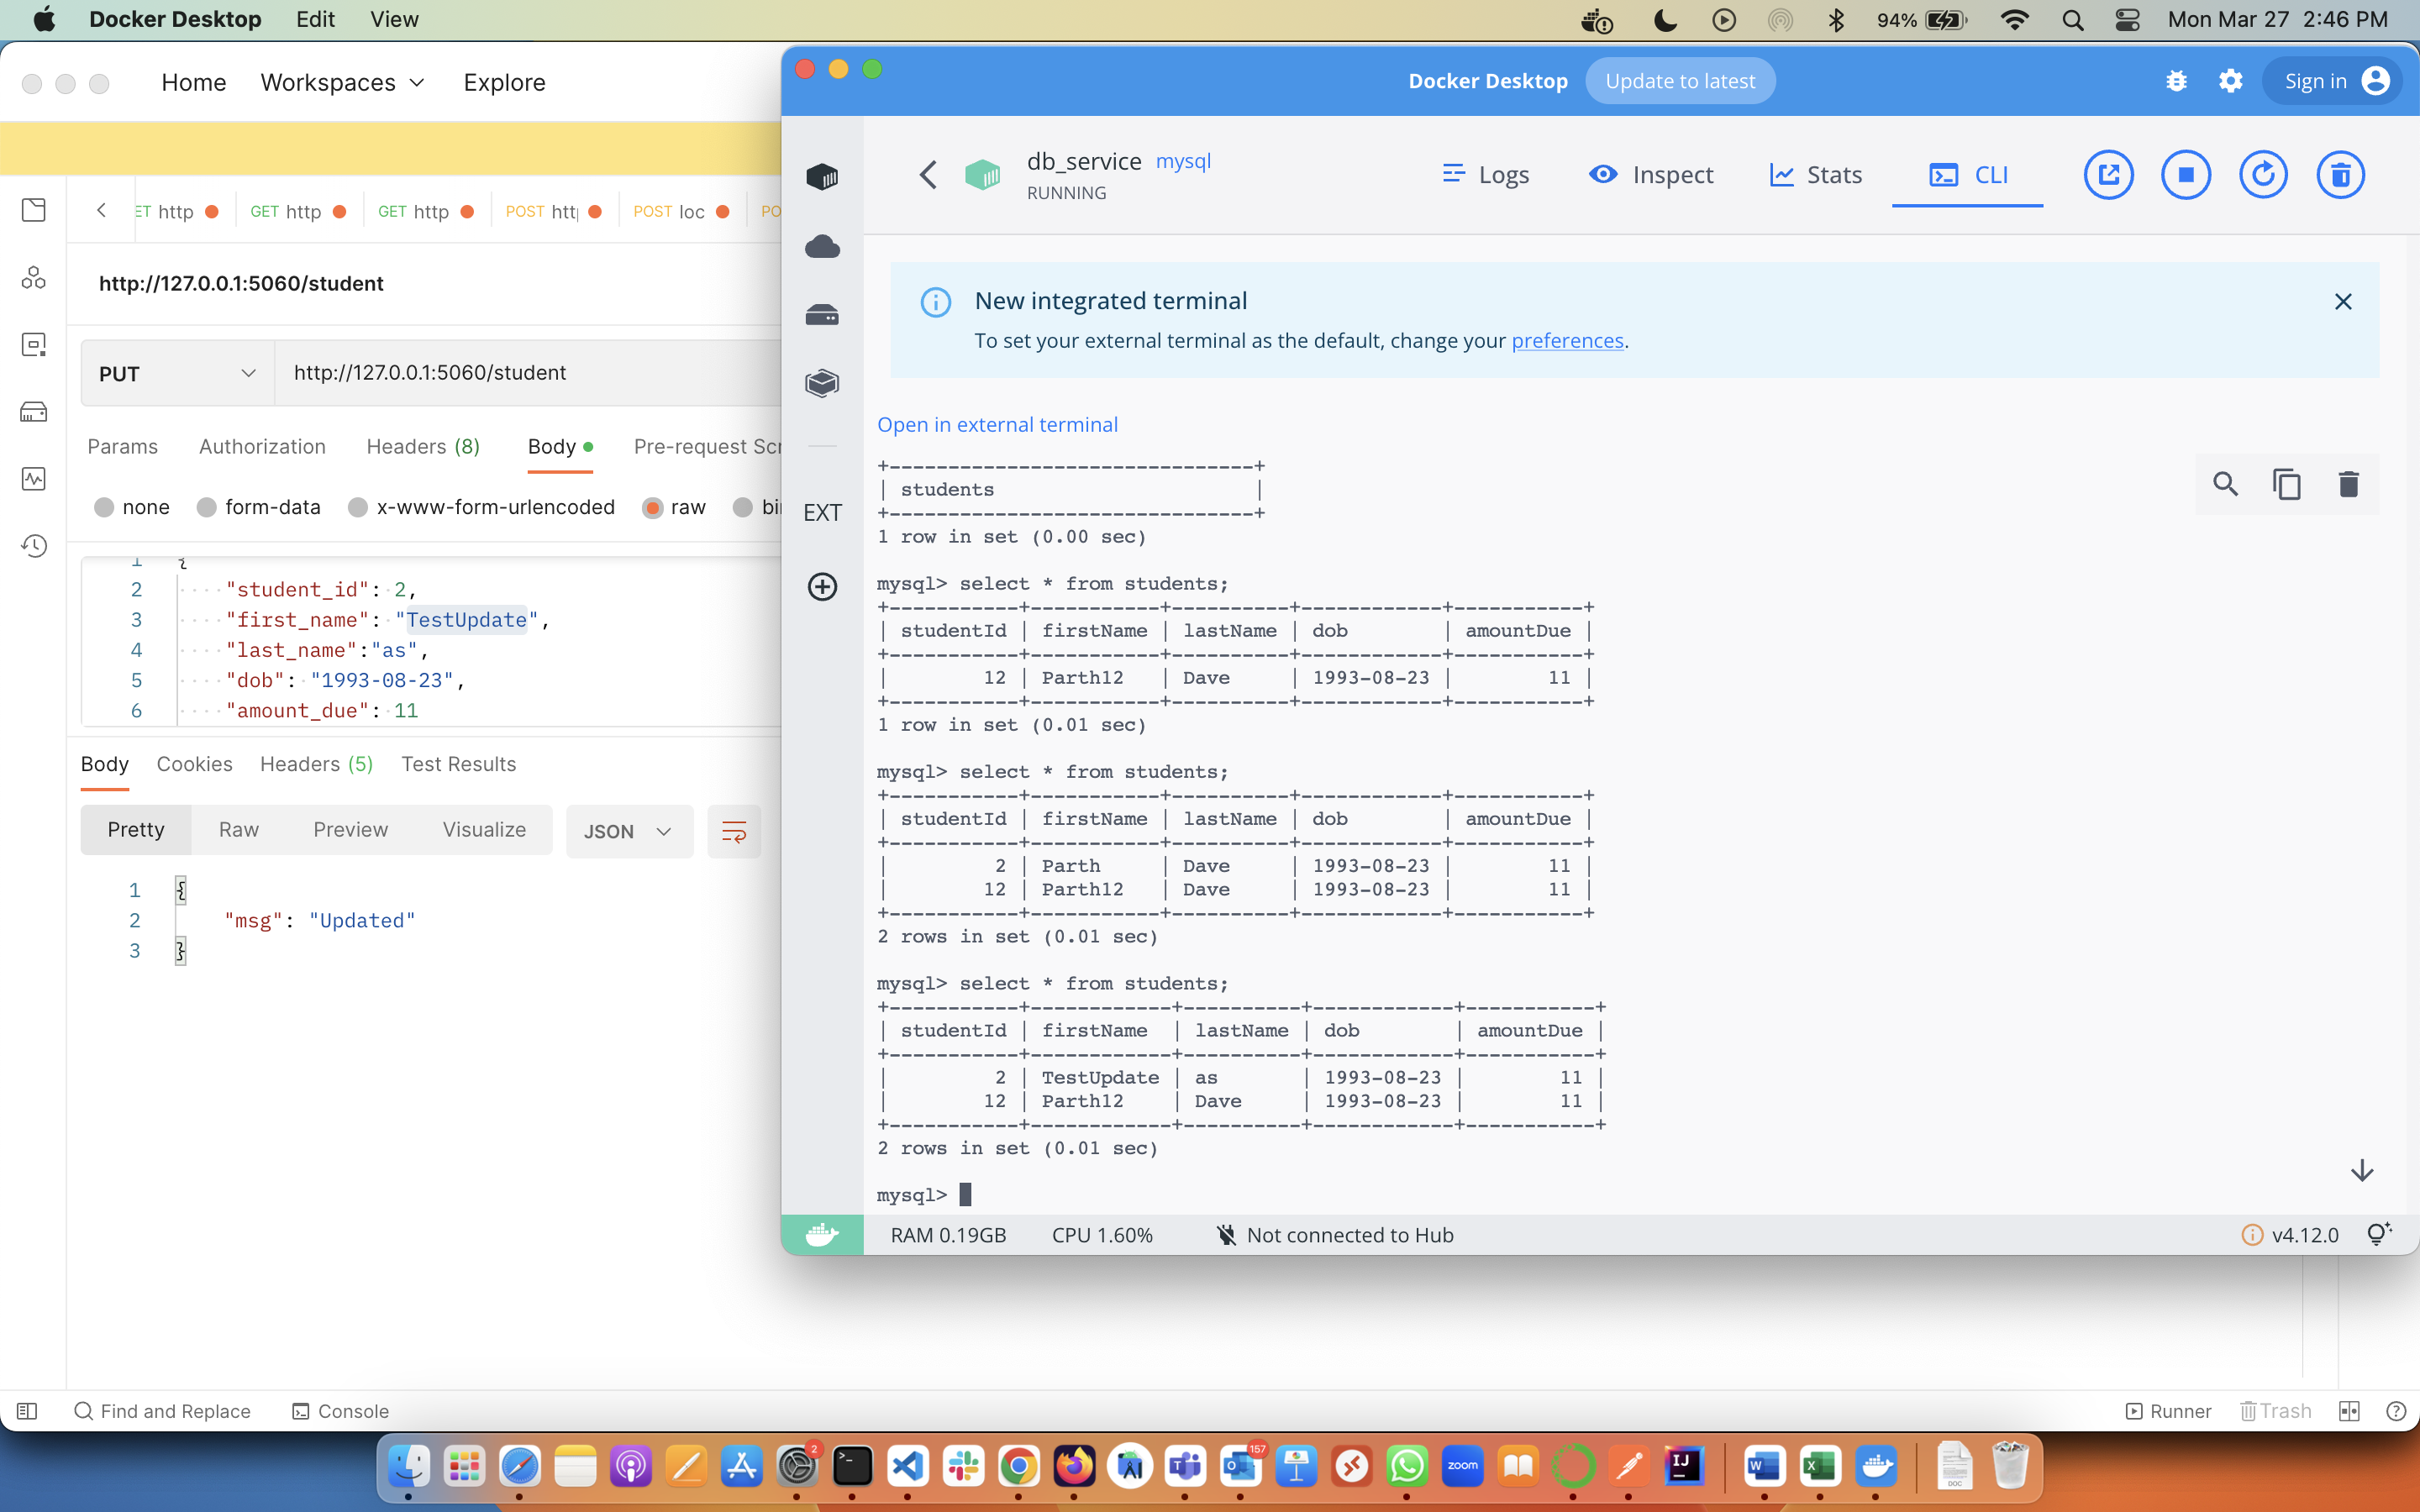 Docker Desktop Edit View 94% Mon Mar 27 2:46 PM
Home Workspaces Explore
ET http GET http GET http POST htt POST loc PO
http://127.0.0.1:5060/student
PUT http://127.0.0.1:5060/student
Params Authorization Headers (8) Body Pre-request Scr
none form-data x-www-form-urlencoded raw bi
1 {
2 "student_id": 2,
3 "first_name": "TestUpdate",
4 "last_name":"as",
5 "dob": "1993-08-23",
6 "amount_due": 11
Body Cookies Headers (5) Test Results
Pretty Raw Preview Visualize JSON
1 {
2 "msg": "Updated"
3 }
Docker Desktop Update to latest Sign in
db_service mysql
RUNNING
Logs Inspect Stats CLI
EXT
New integrated terminal
To set your external terminal as the default, change your preferences.
Open in external terminal
+-------------------------------+
| students                      |
+-------------------------------+
1 row in set (0.00 sec)
mysql> select * from students;
+-----------+-----------+----------+------------+-----------+
| studentId | firstName | lastName | dob        | amountDue |
+-----------+-----------+----------+------------+-----------+
|        12 | Parth12   | Dave     | 1993-08-23 |        11 |
+-----------+-----------+----------+------------+-----------+
1 row in set (0.01 sec)
mysql> select * from students;
+-----------+-----------+----------+------------+-----------+
| studentId | firstName | lastName | dob        | amountDue |
+-----------+-----------+----------+------------+-----------+
|         2 | Parth     | Dave     | 1993-08-23 |        11 |
|        12 | Parth12   | Dave     | 1993-08-23 |        11 |
+-----------+-----------+----------+------------+-----------+
2 rows in set (0.01 sec)
mysql> select * from students;
+-----------+------------+----------+------------+-----------+
| studentId | firstName  | lastName | dob        | amountDue |
+-----------+------------+----------+------------+-----------+
|         2 | TestUpdate | as       | 1993-08-23 |        11 |
|        12 | Parth12    | Dave     | 1993-08-23 |        11 |
+-----------+------------+----------+------------+-----------+
2 rows in set (0.01 sec)
mysql>
RAM 0.19GB CPU 1.60% Not connected to Hub v4.12.0
Find and Replace Console Runner Trash
2 157 zoom IJ W X DOC